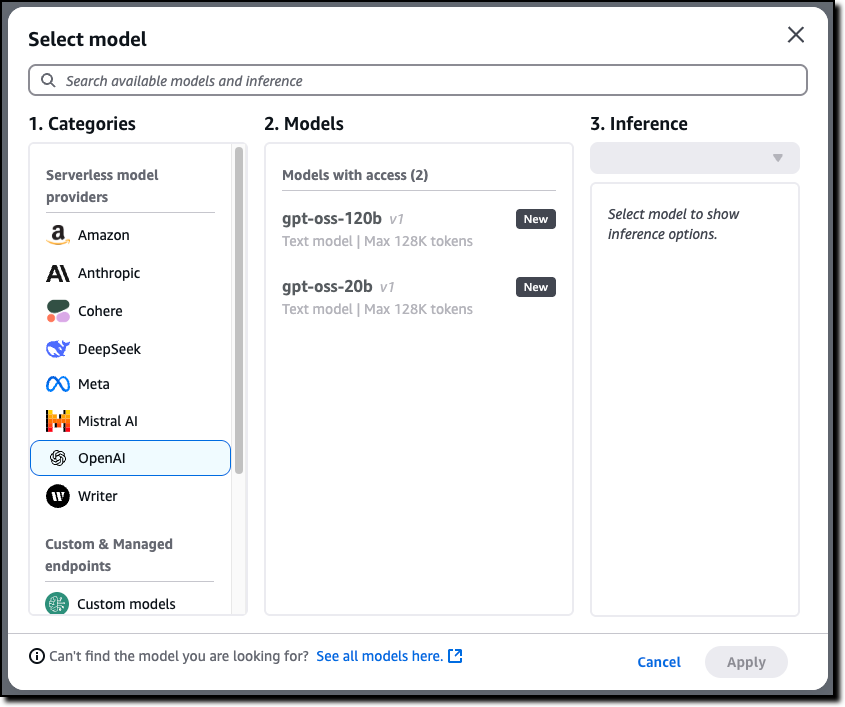 Select model
Search available models and inference
1. Categories
Serverless model
providers
Amazon
Anthropic
Cohere
DeepSeek
Meta
Mistral AI
OpenAI
Writer
Custom & Managed
endpoints
Custom models
2. Models
Models with access (2)
gpt-oss-120b v1 New
Text model | Max 128K tokens
gpt-oss-20b v1 New
Text model | Max 128K tokens
3. Inference
Select model to show
inference options.
Can't find the model you are looking for? See all models here.
Cancel
Apply